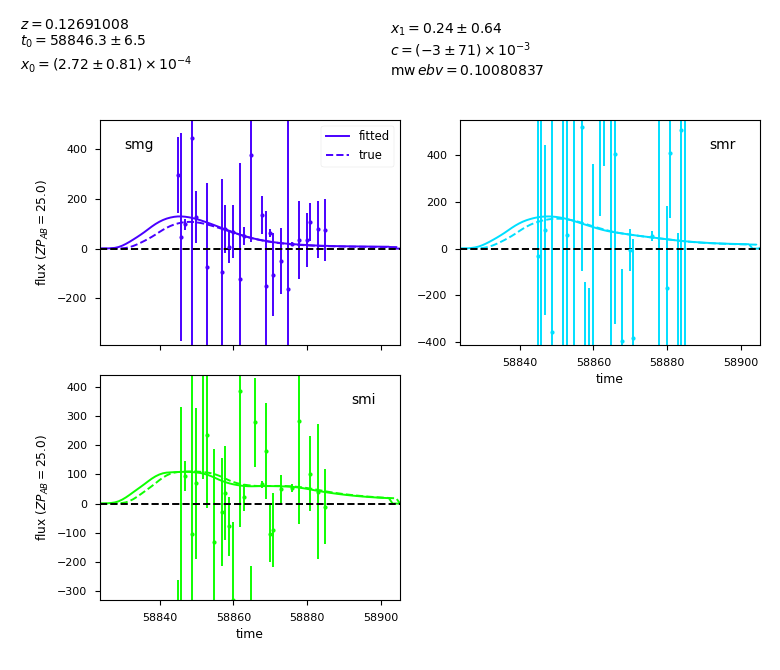 z = 0.12691008
t₀ = 58846.3 ± 6.5
x₀ = (2.72 ± 0.81) × 10⁻⁴
x₁ = 0.24 ± 0.64
c = (−3 ± 71) × 10⁻³
mw ebv = 0.10080837
smg
fitted
true
400
200
0
−200
flux (ZP_AB = 25.0)
smr
400
200
0
−200
−400
58840 58860 58880 58900
time
smi
400
300
200
100
0
−100
−200
−300
flux (ZP_AB = 25.0)
58840 58860 58880 58900
time